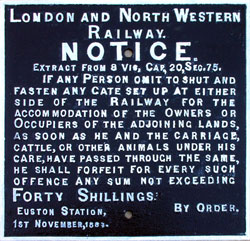 LONDON AND NORTH WESTERN
RAILWAY.
NOTICE.
EXTRACT FROM 8 VIC, CAP, 20, SEC. 75.
IF ANY PERSON OMIT TO SHUT AND
FASTEN ANY GATE SET UP AT EITHER
SIDE OF THE RAILWAY FOR THE
ACCOMMODATION OF THE OWNERS OR
OCCUPIERS OF THE ADJOINING LANDS,
AS SOON AS HE AND THE CARRIAGE,
CATTLE, OR OTHER ANIMALS UNDER HIS
CARE, HAVE PASSED THROUGH THE SAME,
HE SHALL FORFEIT FOR EVERY SUCH
OFFENCE ANY SUM NOT EXCEEDING
FORTY SHILLINGS.
EUSTON STATION, BY ORDER.
1ST NOVEMBER, 1883.